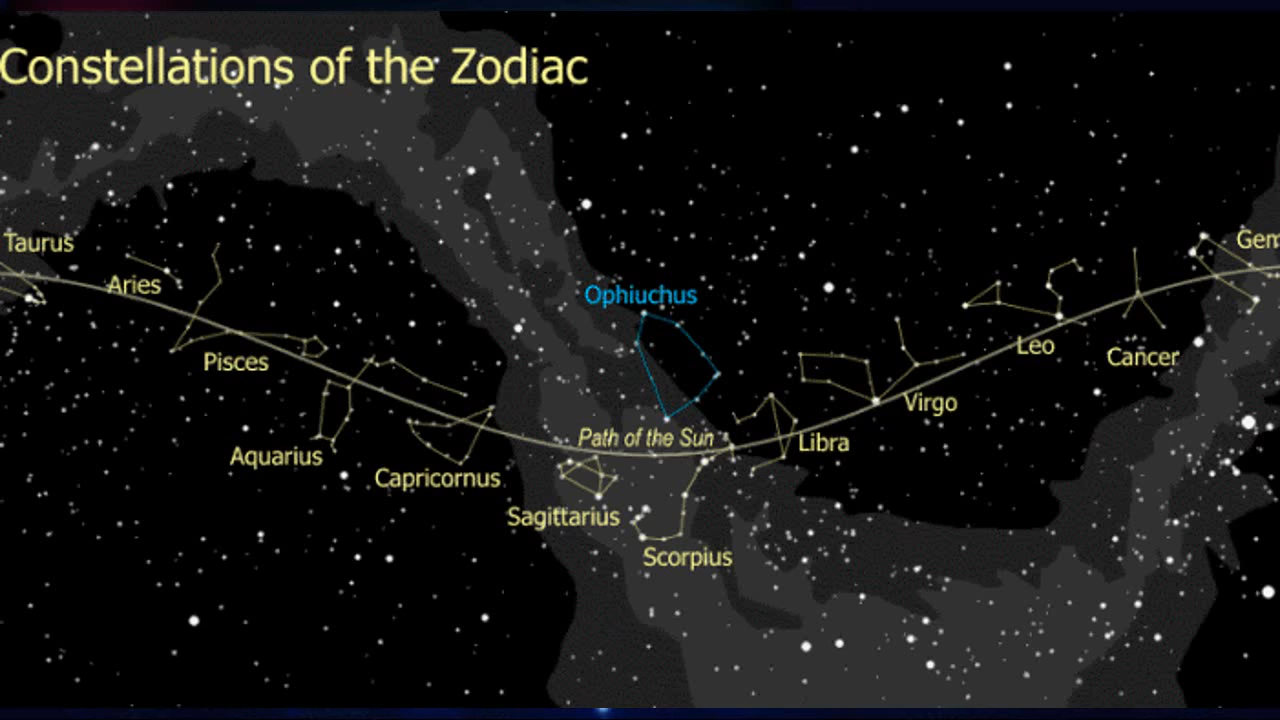 Constellations of the Zodiac
Taurus
Aries
Pisces
Aquarius
Capricornus
Sagittarius
Scorpius
Ophiuchus
Path of the Sun
Libra
Virgo
Leo
Cancer
Gem